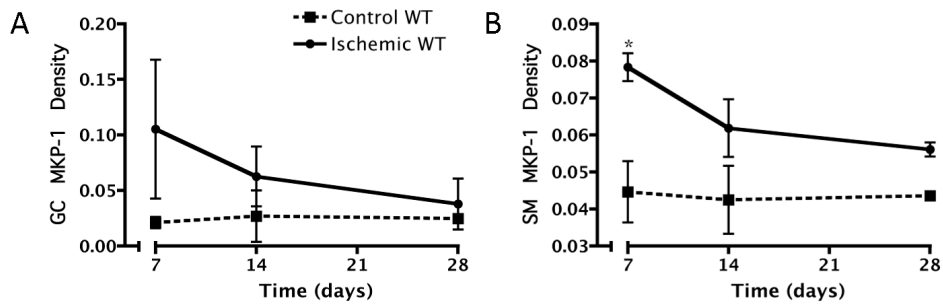 A
Control WT
Ischemic WT
GC MKP-1 Density
0.20
0.15
0.10
0.05
0.00
7
14
21
28
Time (days)
B
SM MKP-1 Density
0.09
0.08
0.07
0.06
0.05
0.04
0.03
*
7
14
21
28
Time (days)